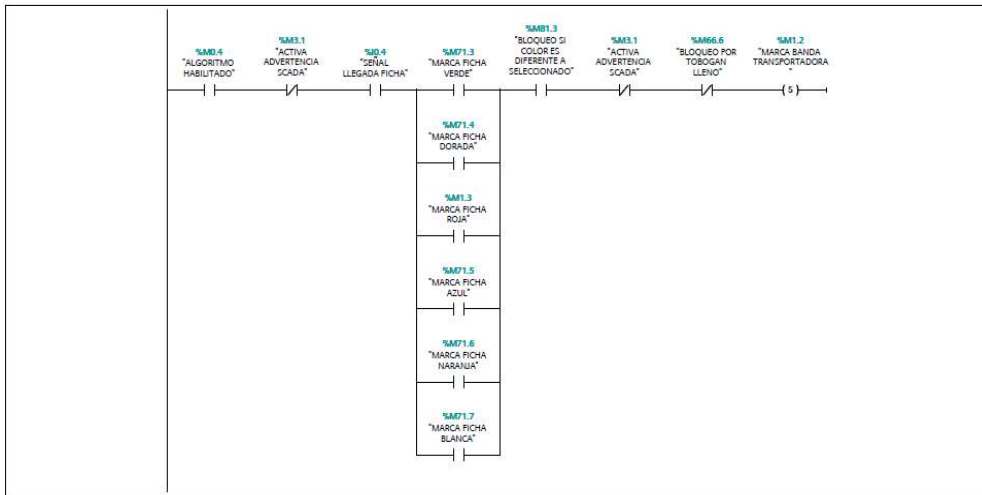 %M0.4
"ALGORITMO
HABILITADO"
%M3.1
"ACTIVA
ADVERTENCIA
SCADA"
%I0.4
"SEÑAL
LLEGADA FICHA"
%M71.3
"MARCA FICHA
VERDE"
%M81.3
"BLOQUEO SI
COLOR ES
DIFERENTE A
SELECCIONADO"
%M3.1
"ACTIVA
ADVERTENCIA
SCADA"
%M66.6
"BLOQUEO POR
TOBOGAN
LLENO"
%M1.2
"MARCA BANDA
TRANSPORTADORA
"
S
%M71.4
"MARCA FICHA
DORADA"
%M1.3
"MARCA FICHA
ROJA"
%M71.5
"MARCA FICHA
AZUL"
%M71.6
"MARCA FICHA
NARANJA"
%M71.7
"MARCA FICHA
BLANCA"